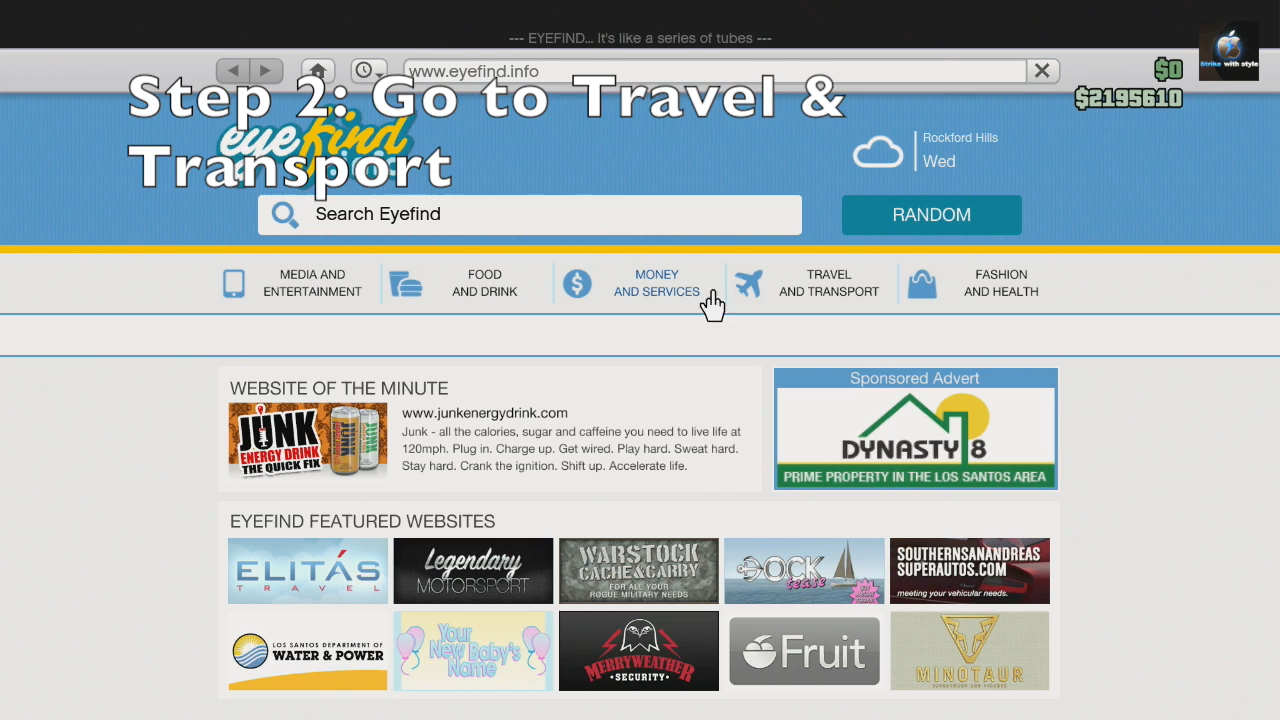 --- EYEFIND... It's like a series of tubes ---
www.eyefind.info
Strike with style
$0
$2195610
Step 2: Go to Travel &
Transport
eyefind
Rockford Hills
Wed
Search Eyefind
RANDOM
MEDIA AND
ENTERTAINMENT
FOOD
AND DRINK
MONEY
AND SERVICES
TRAVEL
AND TRANSPORT
FASHION
AND HEALTH
WEBSITE OF THE MINUTE
JUNK
ENERGY DRINK
THE QUICK FIX
JUNK
JUNK
www.junkenergydrink.com
Junk - all the calories, sugar and caffeine you need to live life at
120mph. Plug in. Charge up. Get wired. Play hard. Sweat hard.
Stay hard. Crank the ignition. Shift up. Accelerate life.
Sponsored Advert
DYNASTY 8
PRIME PROPERTY IN THE LOS SANTOS AREA
EYEFIND FEATURED WEBSITES
ELITÁS
TRAVEL
Legendary
MOTORSPORT
WARSTOCK
CACHE & CARRY
FOR ALL YOUR
ROGUE MILITARY NEEDS
DOCK
tease
SOUTHERNSANANDREAS
SUPERAUTOS.COM
meeting your vehicular needs.
LOS SANTOS DEPARTMENT OF
WATER & POWER
Your
New Baby's
Name
MERRYWEATHER
SECURITY
Fruit
MINOTAUR